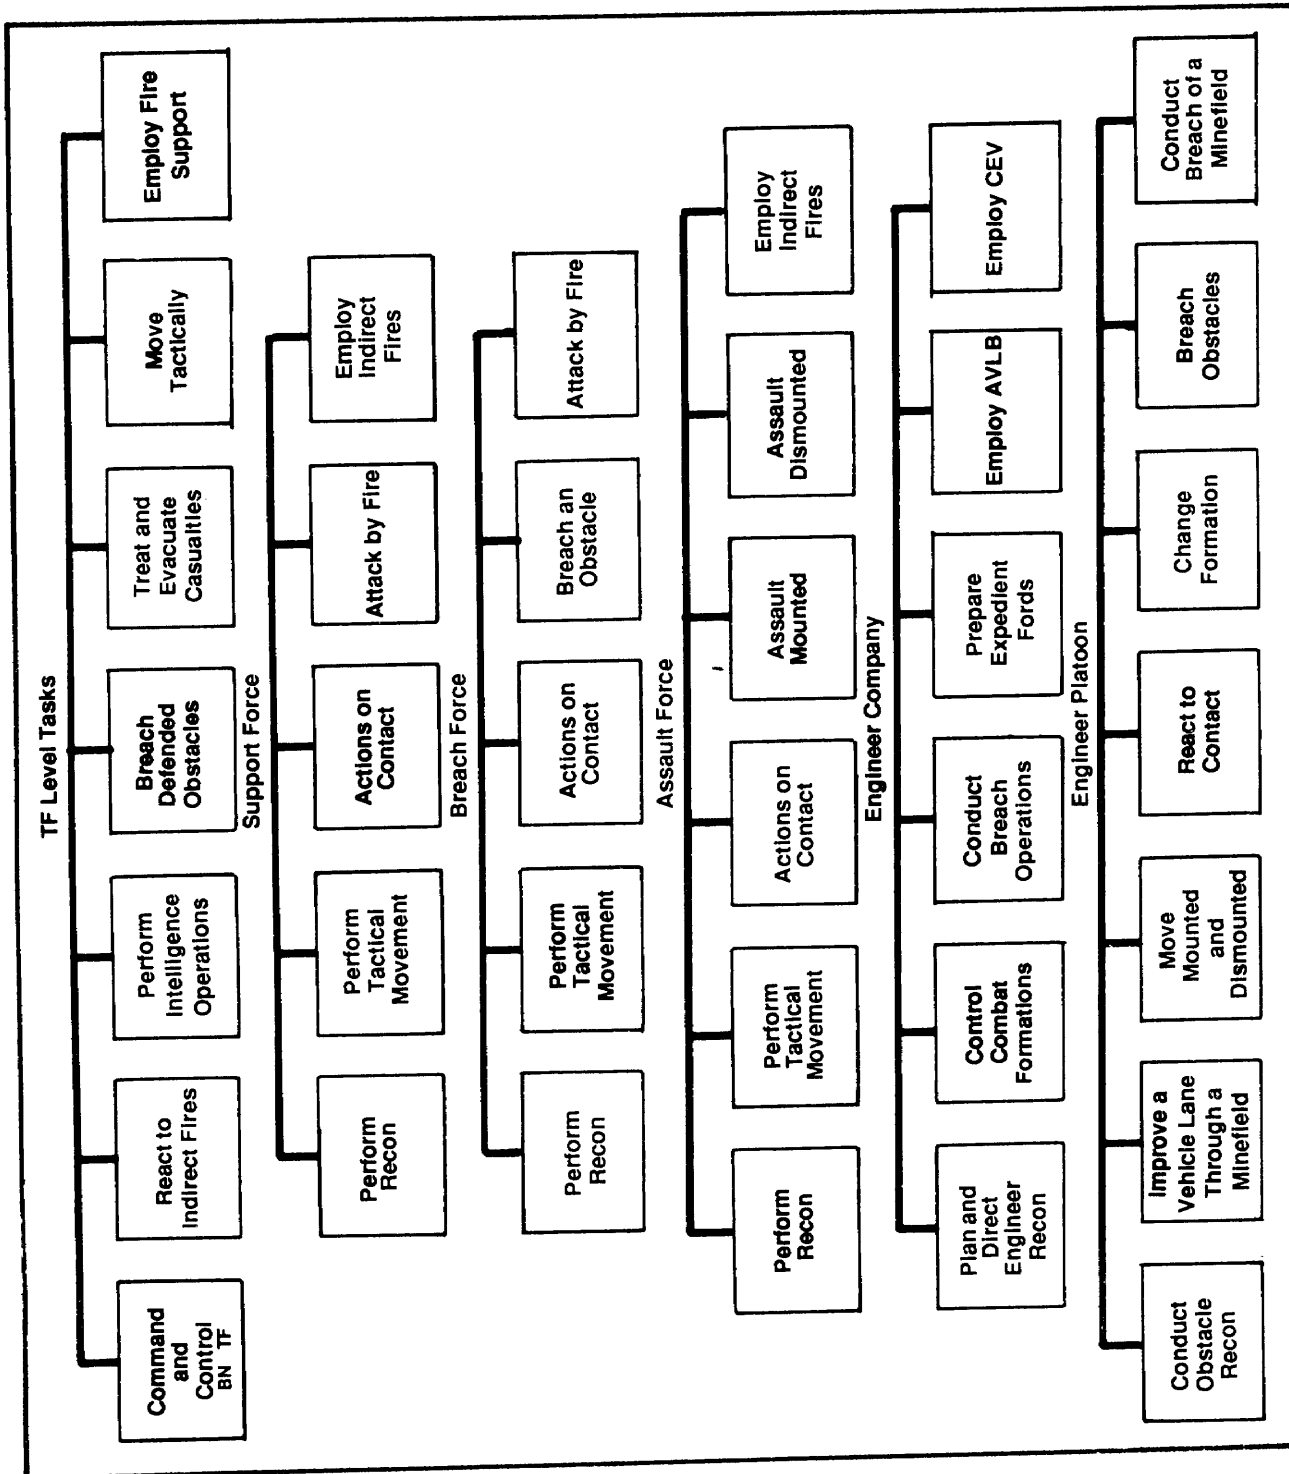 TF Level Tasks
Command
and
Control
BN TF
React to
Indirect Fires
Perform
Intelligence
Operations
Breach
Defended
Obstacles
Treat and
Evacuate
Casualties
Move
Tactically
Employ Fire
Support
Support Force
Perform
Recon
Perform
Tactical
Movement
Actions on
Contact
Attack by Fire
Employ
Indirect
Fires
Breach Force
Perform
Recon
Perform
Tactical
Movement
Actions on
Contact
Breach an
Obstacle
Attack by Fire
Assault Force
Perform
Recon
Perform
Tactical
Movement
Actions on
Contact
Assault
Mounted
Assault
Dismounted
Employ
Indirect
Fires
Engineer Company
Plan and
Direct
Engineer
Recon
Control
Combat
Formations
Conduct
Breach
Operations
Prepare
Expedient
Fords
Employ AVLB
Employ CEV
Engineer Platoon
Conduct
Obstacle
Recon
Improve a
Vehicle Lane
Through a
Minefield
Move
Mounted
and
Dismounted
React to
Contact
Change
Formation
Breach
Obstacles
Conduct
Breach of a
Minefield